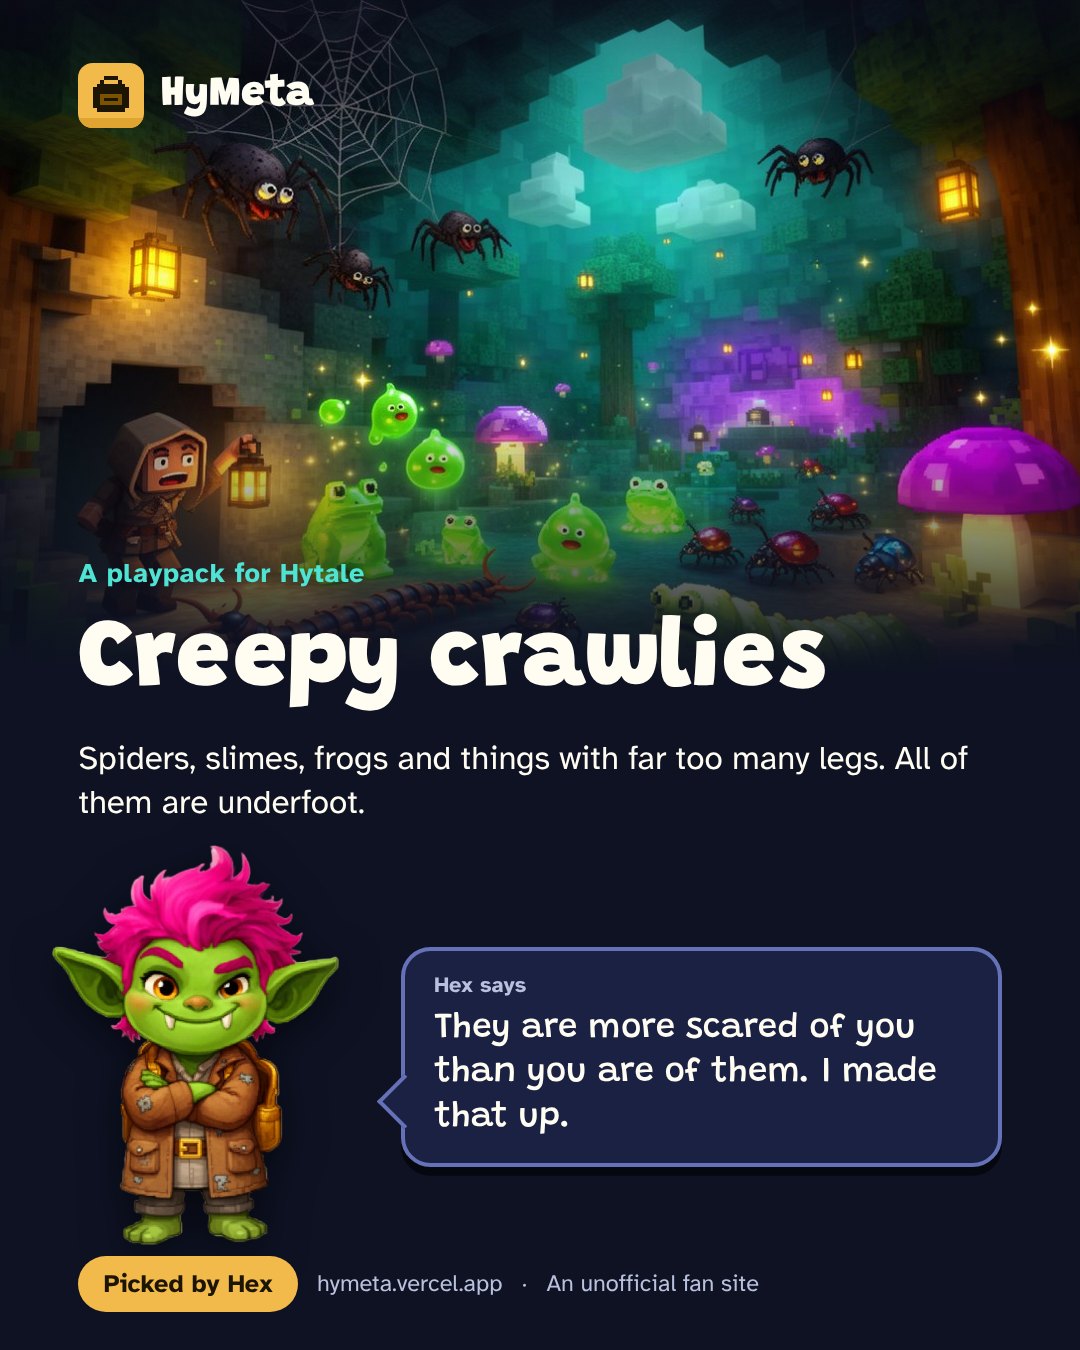 HyMeta
A playpack for Hytale
Creepy crawlies
Spiders, slimes, frogs and things with far too many legs. All of
them are underfoot.
Hex says
They are more scared of you
than you are of them. I made
that up.
Picked by Hex
hymeta.vercel.app · An unofficial fan site